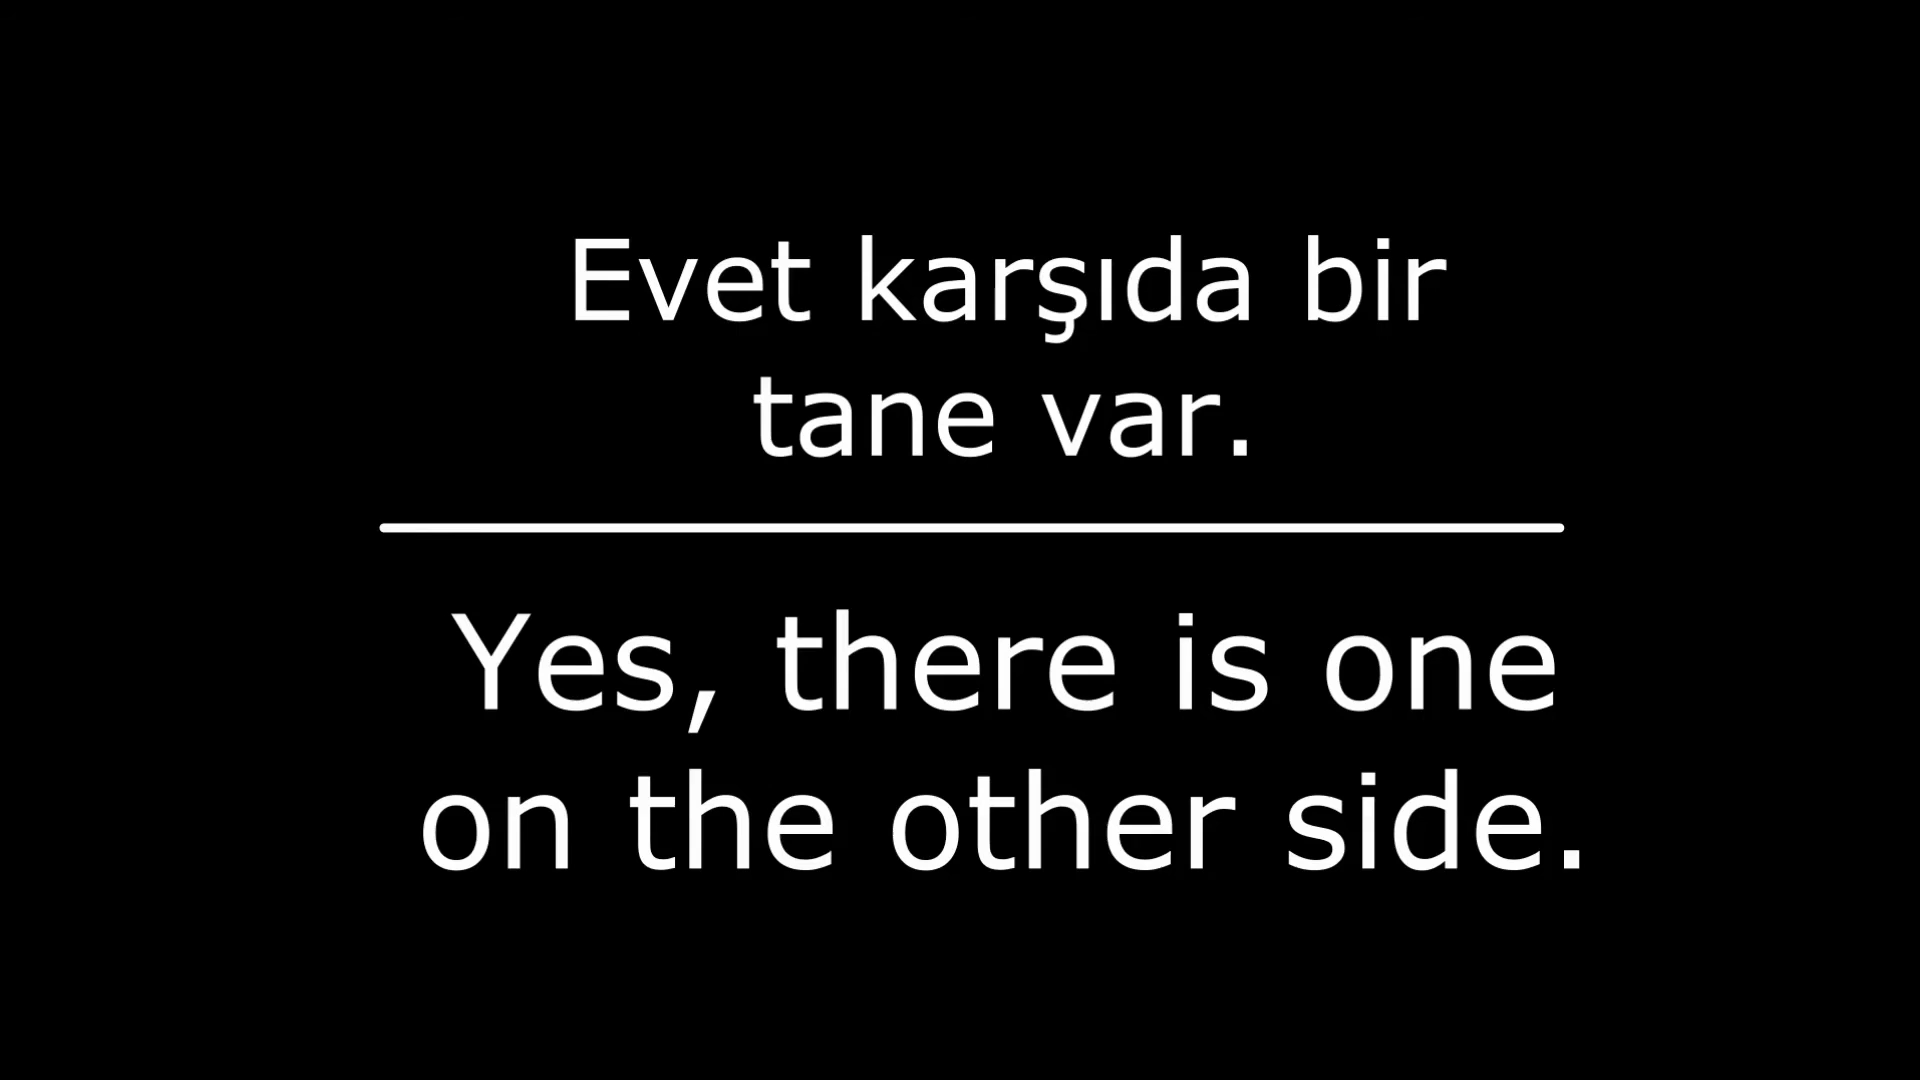 Evet karşıda bir
tane var.
Yes, there is one
on the other side.